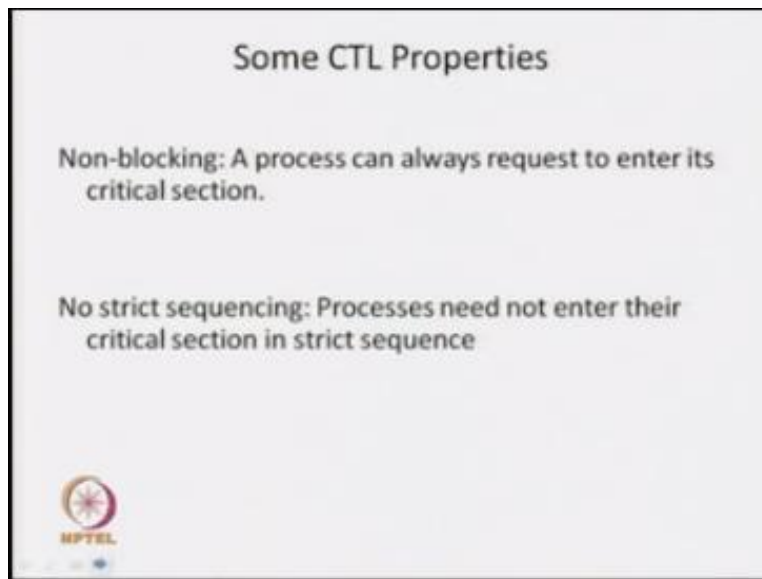 Some CTL Properties
Non-blocking: A process can always request to enter its
critical section.
No strict sequencing: Processes need not enter their
critical section in strict sequence
NPTEL